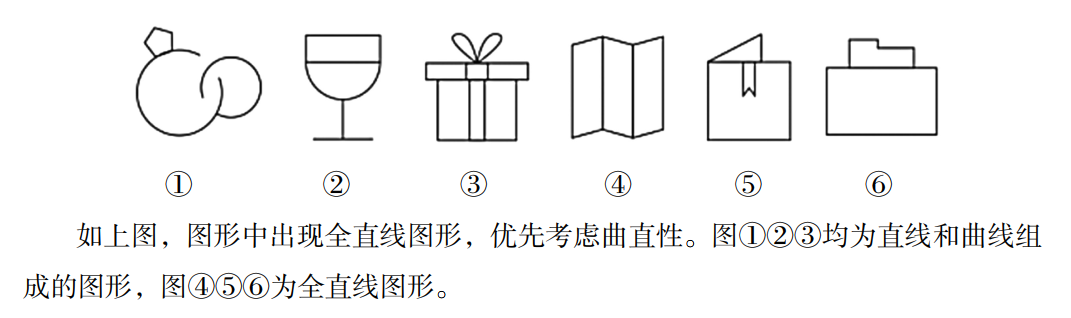 ① ② ③ ④ ⑤ ⑥
如上图，图形中出现全直线图形，优先考虑曲直性。图①②③均为直线和曲线组
成的图形，图④⑤⑥为全直线图形。